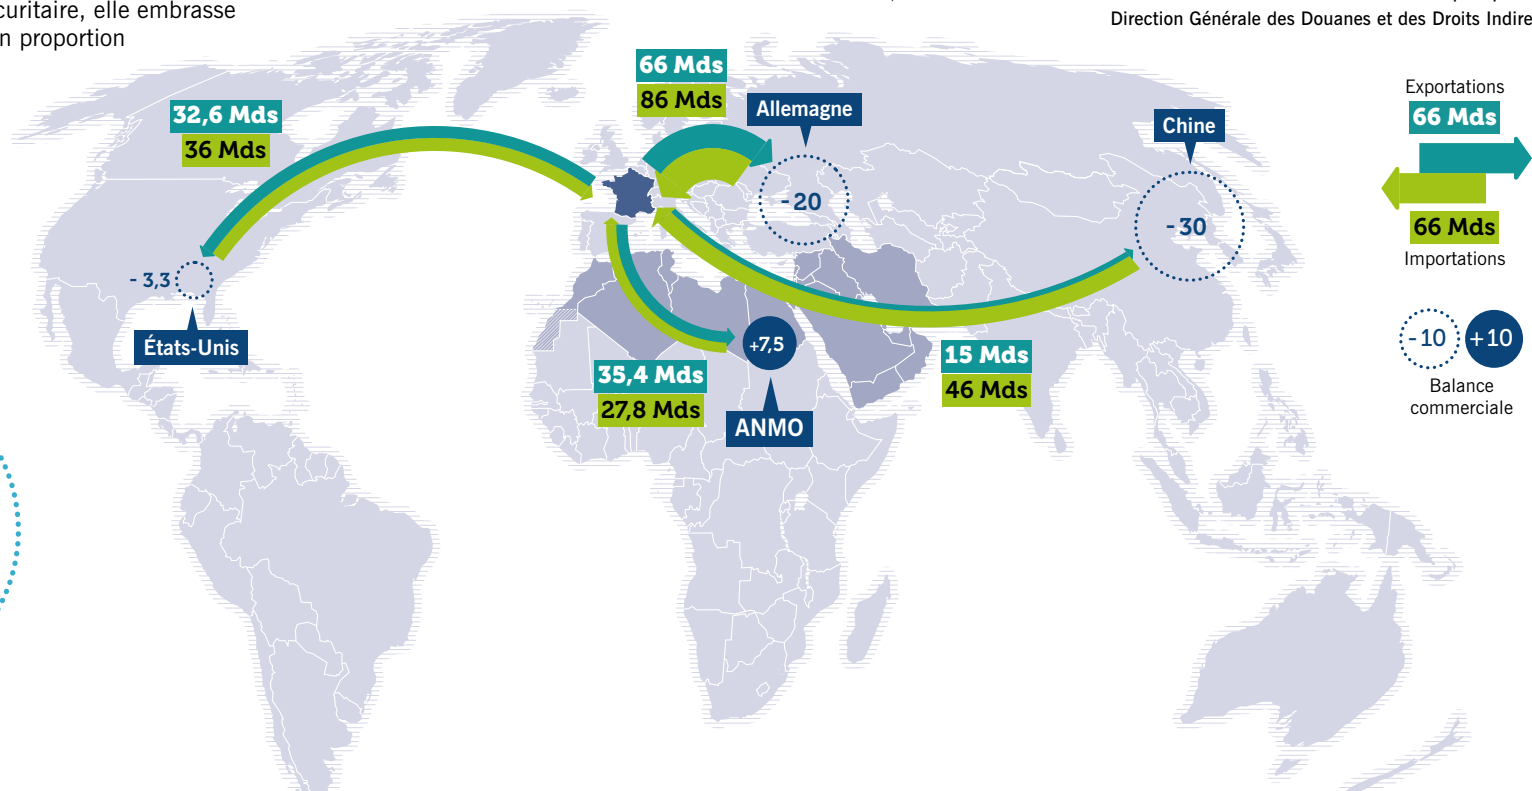 curitaire, elle embrasse
n proportion
Direction Générale des Douanes et des Droits Indire
66 Mds
86 Mds
Allemagne
32,6 Mds
36 Mds
Chine
Exportations
66 Mds
66 Mds
Importations
- 20
- 30
- 3,3
États-Unis
+7,5
35,4 Mds
27,8 Mds
ANMO
15 Mds
46 Mds
-10
+10
Balance
commerciale